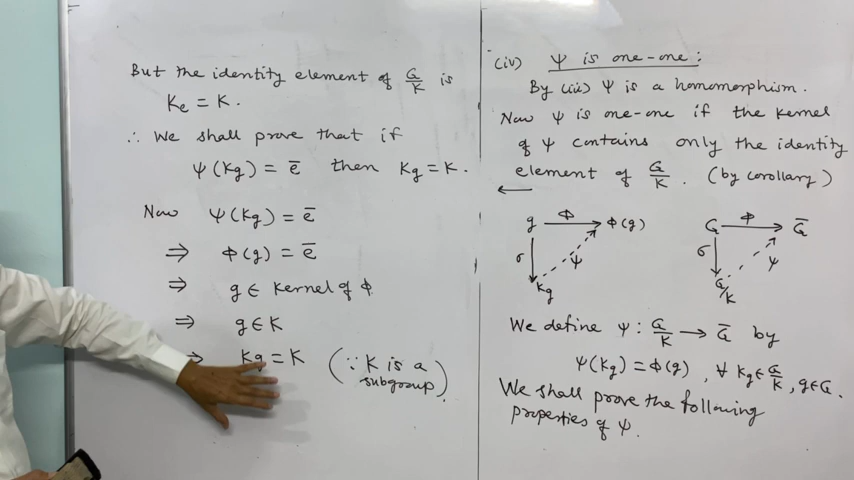 But the identity element of G/K is
Ke = K.
∴ We shall prove that if
Ψ(Kg) = e̅ then Kg = K.
Now Ψ(Kg) = e̅
⇒ Φ(g) = e̅
⇒ g ∈ Kernel of Φ
⇒ g ∈ K
⇒ Kg = K (∵ K is a
subgroup)
(iv) Ψ is one-one:
By (iii) Ψ is a homomorphism.
Now Ψ is one-one if the Kernel
of Ψ contains only the identity
element of G/K. (by corollary)
←
g Φ Φ(g)
σ Ψ
Kg
G Φ G̅
σ Ψ
G/K
We define Ψ: G/K → G̅ by
Ψ(Kg) = Φ(g), ∀ Kg ∈ G/K, g ∈ G.
We shall prove the following
properties of Ψ.